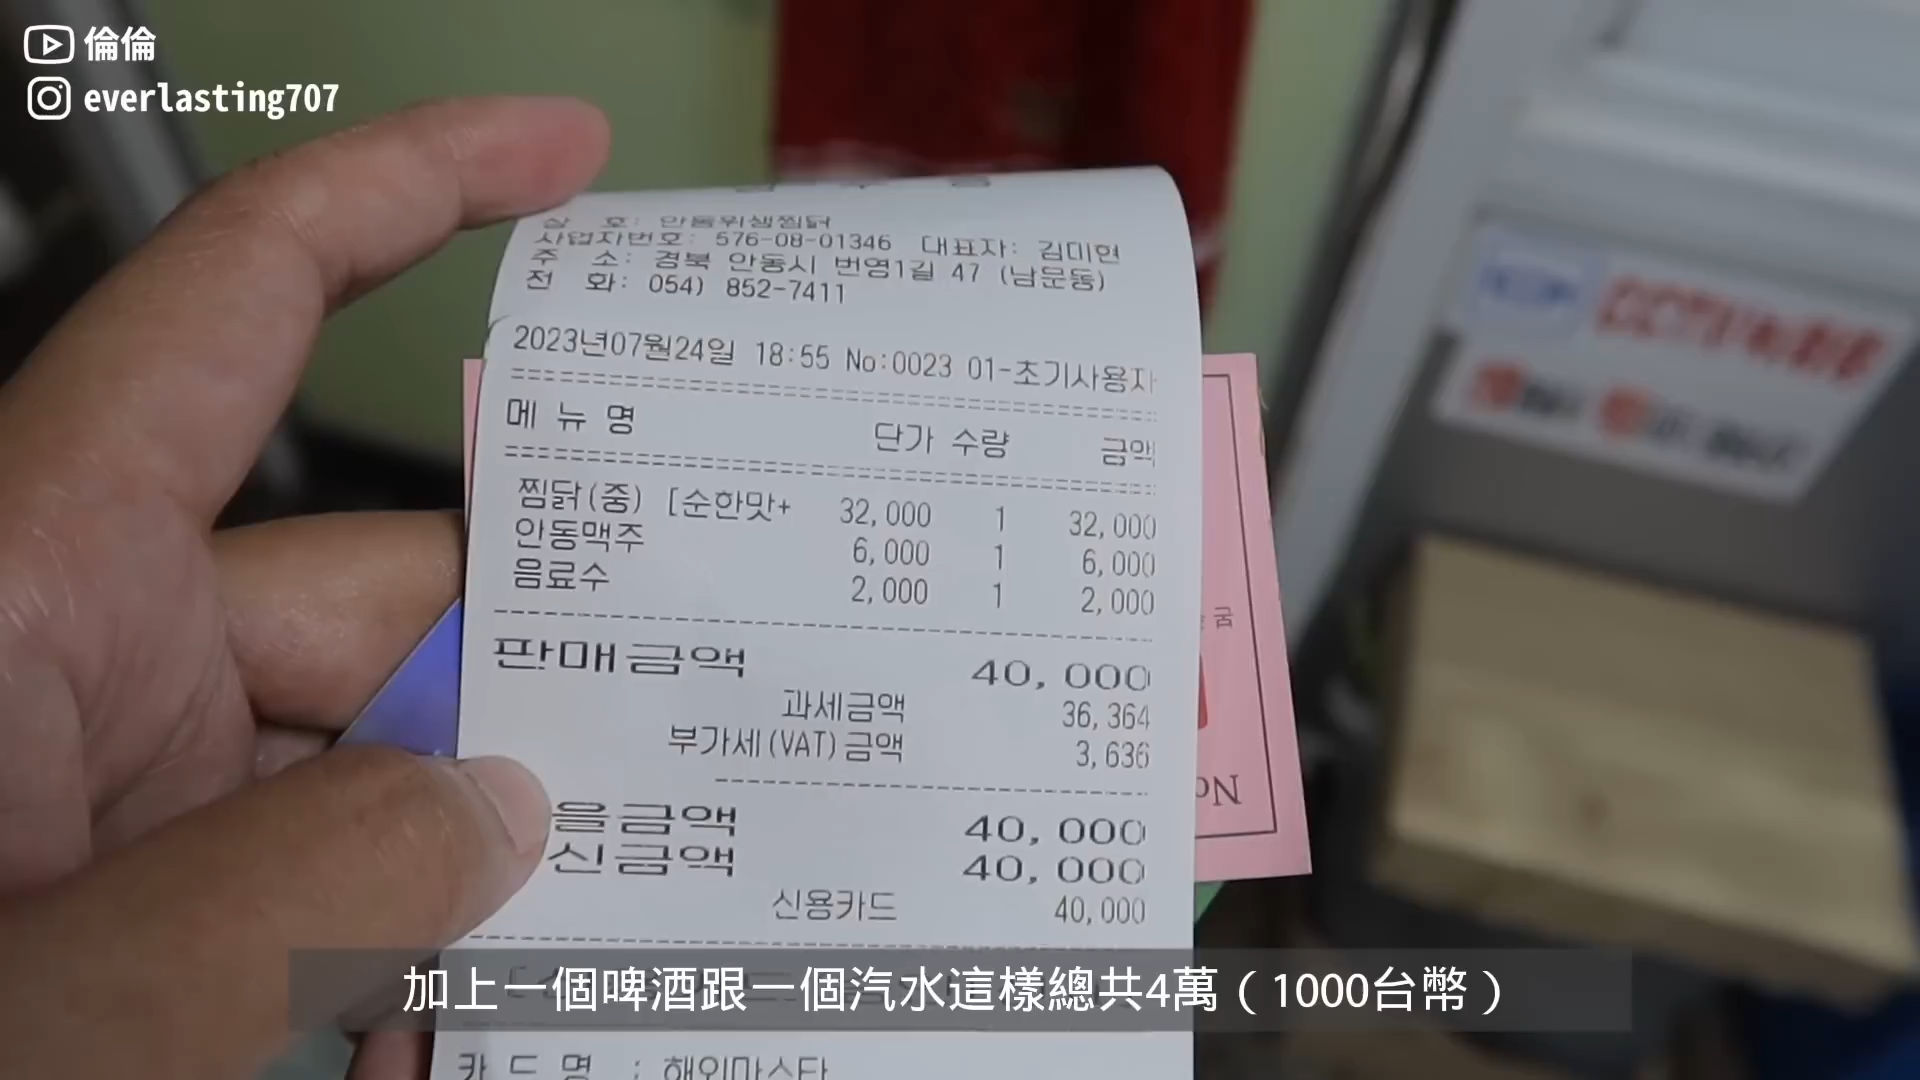 倫倫
everlasting707
상 호: 안동위생찜닭
사업자번호: 576-08-01346 대표자: 김미현
주 소: 경북 안동시 번영1길 47 (남문동)
전 화: 054) 852-7411
2023년07월24일 18:55 No:0023 01-초기사용자
메 뉴 명 단가 수량 금액
찜닭(중) [순한맛+ 32,000 1 32,000
안동맥주 6,000 1 6,000
음료수 2,000 1 2,000
판매금액 40,000
과세금액 36,364
부가세(VAT)금액 3,636
을금액 40,000
신금액 40,000
신용카드 40,000
加上一個啤酒跟一個汽水這樣總共4萬（1000台幣）
카 드 명 : 해외마스타
No